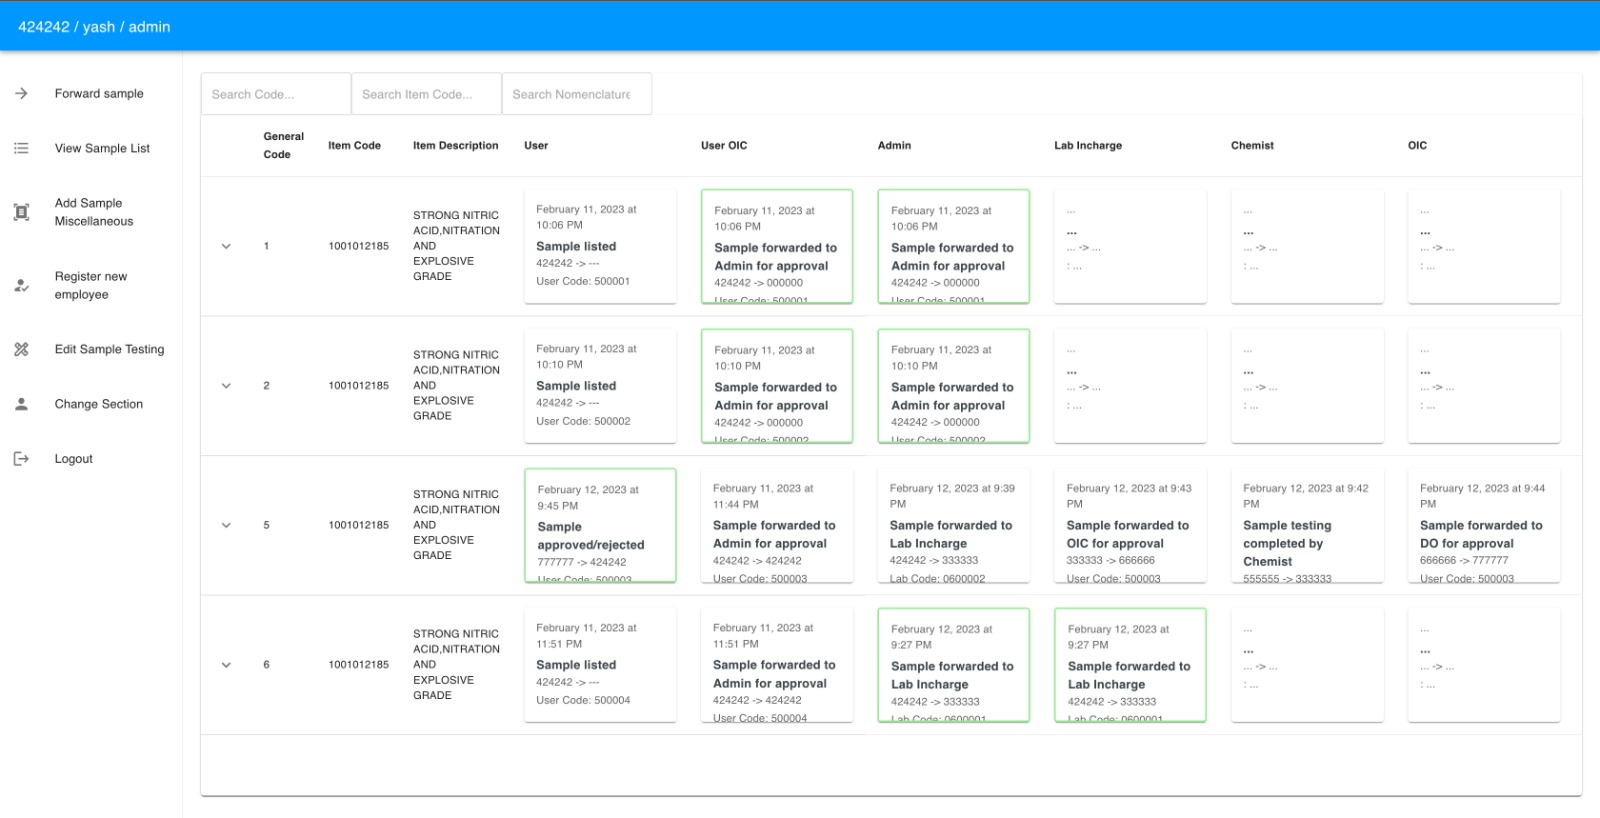 424242 / yash / admin
Forward sample
View Sample List
Add Sample
Miscellaneous
Register new
employee
Edit Sample Testing
Change Section
Logout
Search Code...
Search Item Code...
Search Nomenclature
General
Code
Item Code
Item Description
User
User OIC
Admin
Lab Incharge
Chemist
OIC
1
1001012185
STRONG NITRIC
ACID,NITRATION
AND
EXPLOSIVE
GRADE
February 11, 2023 at
10:06 PM
Sample listed
424242 -> ---
User Code: 500001
February 11, 2023 at
10:06 PM
Sample forwarded to
Admin for approval
424242 -> 000000
User Code: 500001
February 11, 2023 at
10:06 PM
Sample forwarded to
Admin for approval
424242 -> 000000
User Code: 500001
...
...
... -> ...
: ...
...
...
... -> ...
: ...
...
...
... -> ...
: ...
2
1001012185
STRONG NITRIC
ACID,NITRATION
AND
EXPLOSIVE
GRADE
February 11, 2023 at
10:10 PM
Sample listed
424242 -> ---
User Code: 500002
February 11, 2023 at
10:10 PM
Sample forwarded to
Admin for approval
424242 -> 000000
User Code: 500002
February 11, 2023 at
10:10 PM
Sample forwarded to
Admin for approval
424242 -> 000000
User Code: 500002
...
...
... -> ...
: ...
...
...
... -> ...
: ...
...
...
... -> ...
: ...
5
1001012185
STRONG NITRIC
ACID,NITRATION
AND
EXPLOSIVE
GRADE
February 12, 2023 at
9:45 PM
Sample
approved/rejected
777777 -> 424242
User Code: 500003
February 11, 2023 at
11:44 PM
Sample forwarded to
Admin for approval
424242 -> 424242
User Code: 500003
February 12, 2023 at 9:39
PM
Sample forwarded to
Lab Incharge
424242 -> 333333
Lab Code: 0600002
February 12, 2023 at 9:43
PM
Sample forwarded to
OIC for approval
333333 -> 666666
User Code: 500003
February 12, 2023 at 9:42
PM
Sample testing
completed by
Chemist
555555 -> 333333
February 12, 2023 at 9:44
PM
Sample forwarded to
DO for approval
666666 -> 777777
User Code: 500003
6
1001012185
STRONG NITRIC
ACID,NITRATION
AND
EXPLOSIVE
GRADE
February 11, 2023 at
11:51 PM
Sample listed
424242 -> ---
User Code: 500004
February 11, 2023 at
11:51 PM
Sample forwarded to
Admin for approval
424242 -> 424242
User Code: 500004
February 12, 2023 at
9:27 PM
Sample forwarded to
Lab Incharge
424242 -> 333333
Lab Code: 0600001
February 12, 2023 at
9:27 PM
Sample forwarded to
Lab Incharge
424242 -> 333333
Lab Code: 0600001
...
...
... -> ...
: ...
...
...
... -> ...
: ...